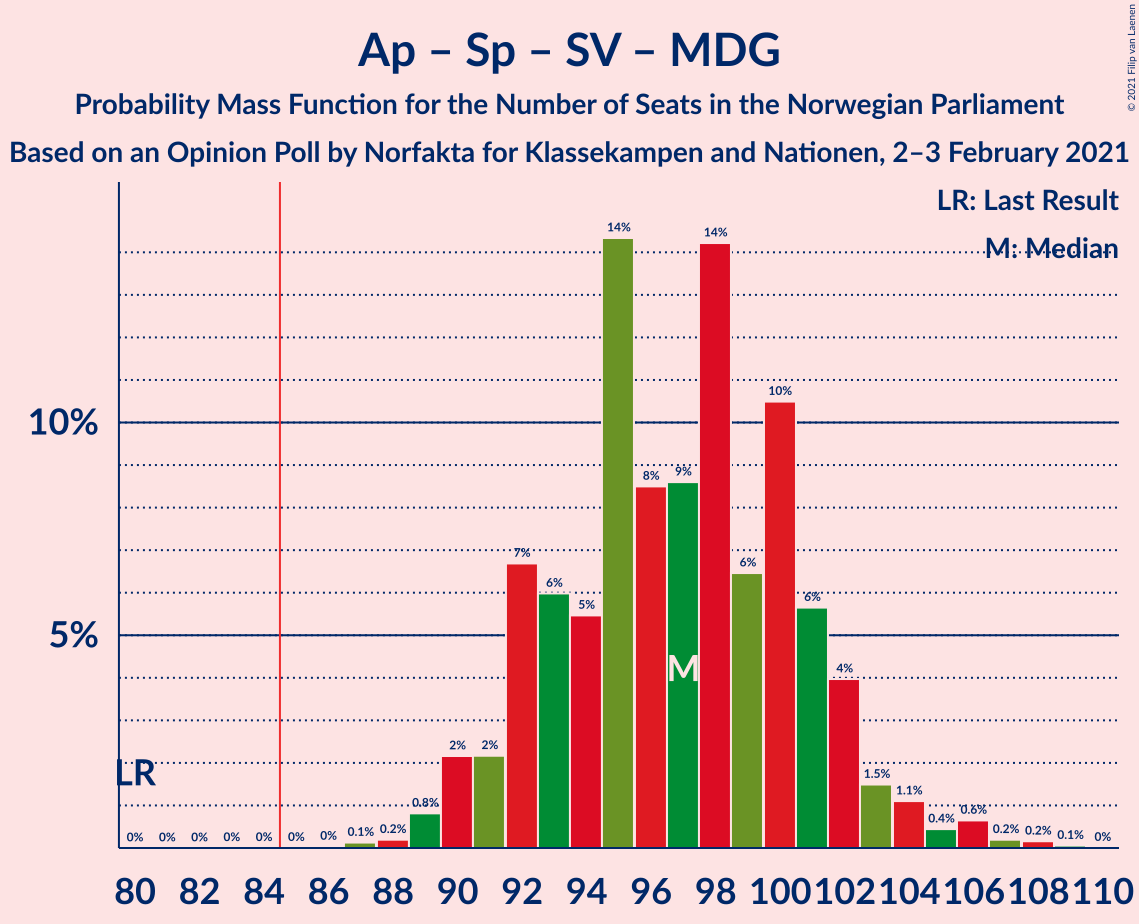 Ap – Sp – SV – MDG
Probability Mass Function for the Number of Seats in the Norwegian Parliament
Based on an Opinion Poll by Norfakta for Klassekampen and Nationen, 2–3 February 2021
© 2021 Filip van Laenen
LR: Last Result
M: Median
14% 14%
10%
10%
8% 9%
7%
6% 5% 6% 6%
5%
M
4%
LR
2% 2%
0.8%
1.5%
1.1%
0% 0% 0% 0% 0% 0% 0% 0.1% 0.2% 0.4% 0.6% 0.2% 0.2% 0.1% 0%
80 82 84 86 88 90 92 94 96 98 100 102 104 106 108 110